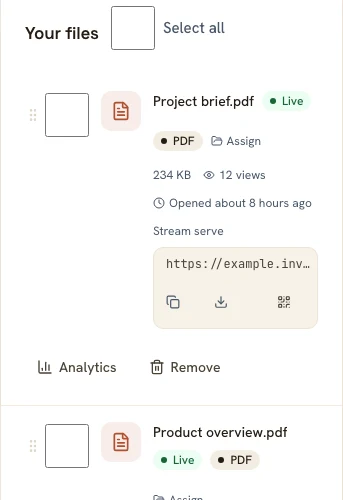 Your files Select all
Project brief.pdf Live
PDF Assign
234 KB 12 views
Opened about 8 hours ago
Stream serve
https://example.inv…
Analytics Remove
Product overview.pdf
Live PDF
Assign